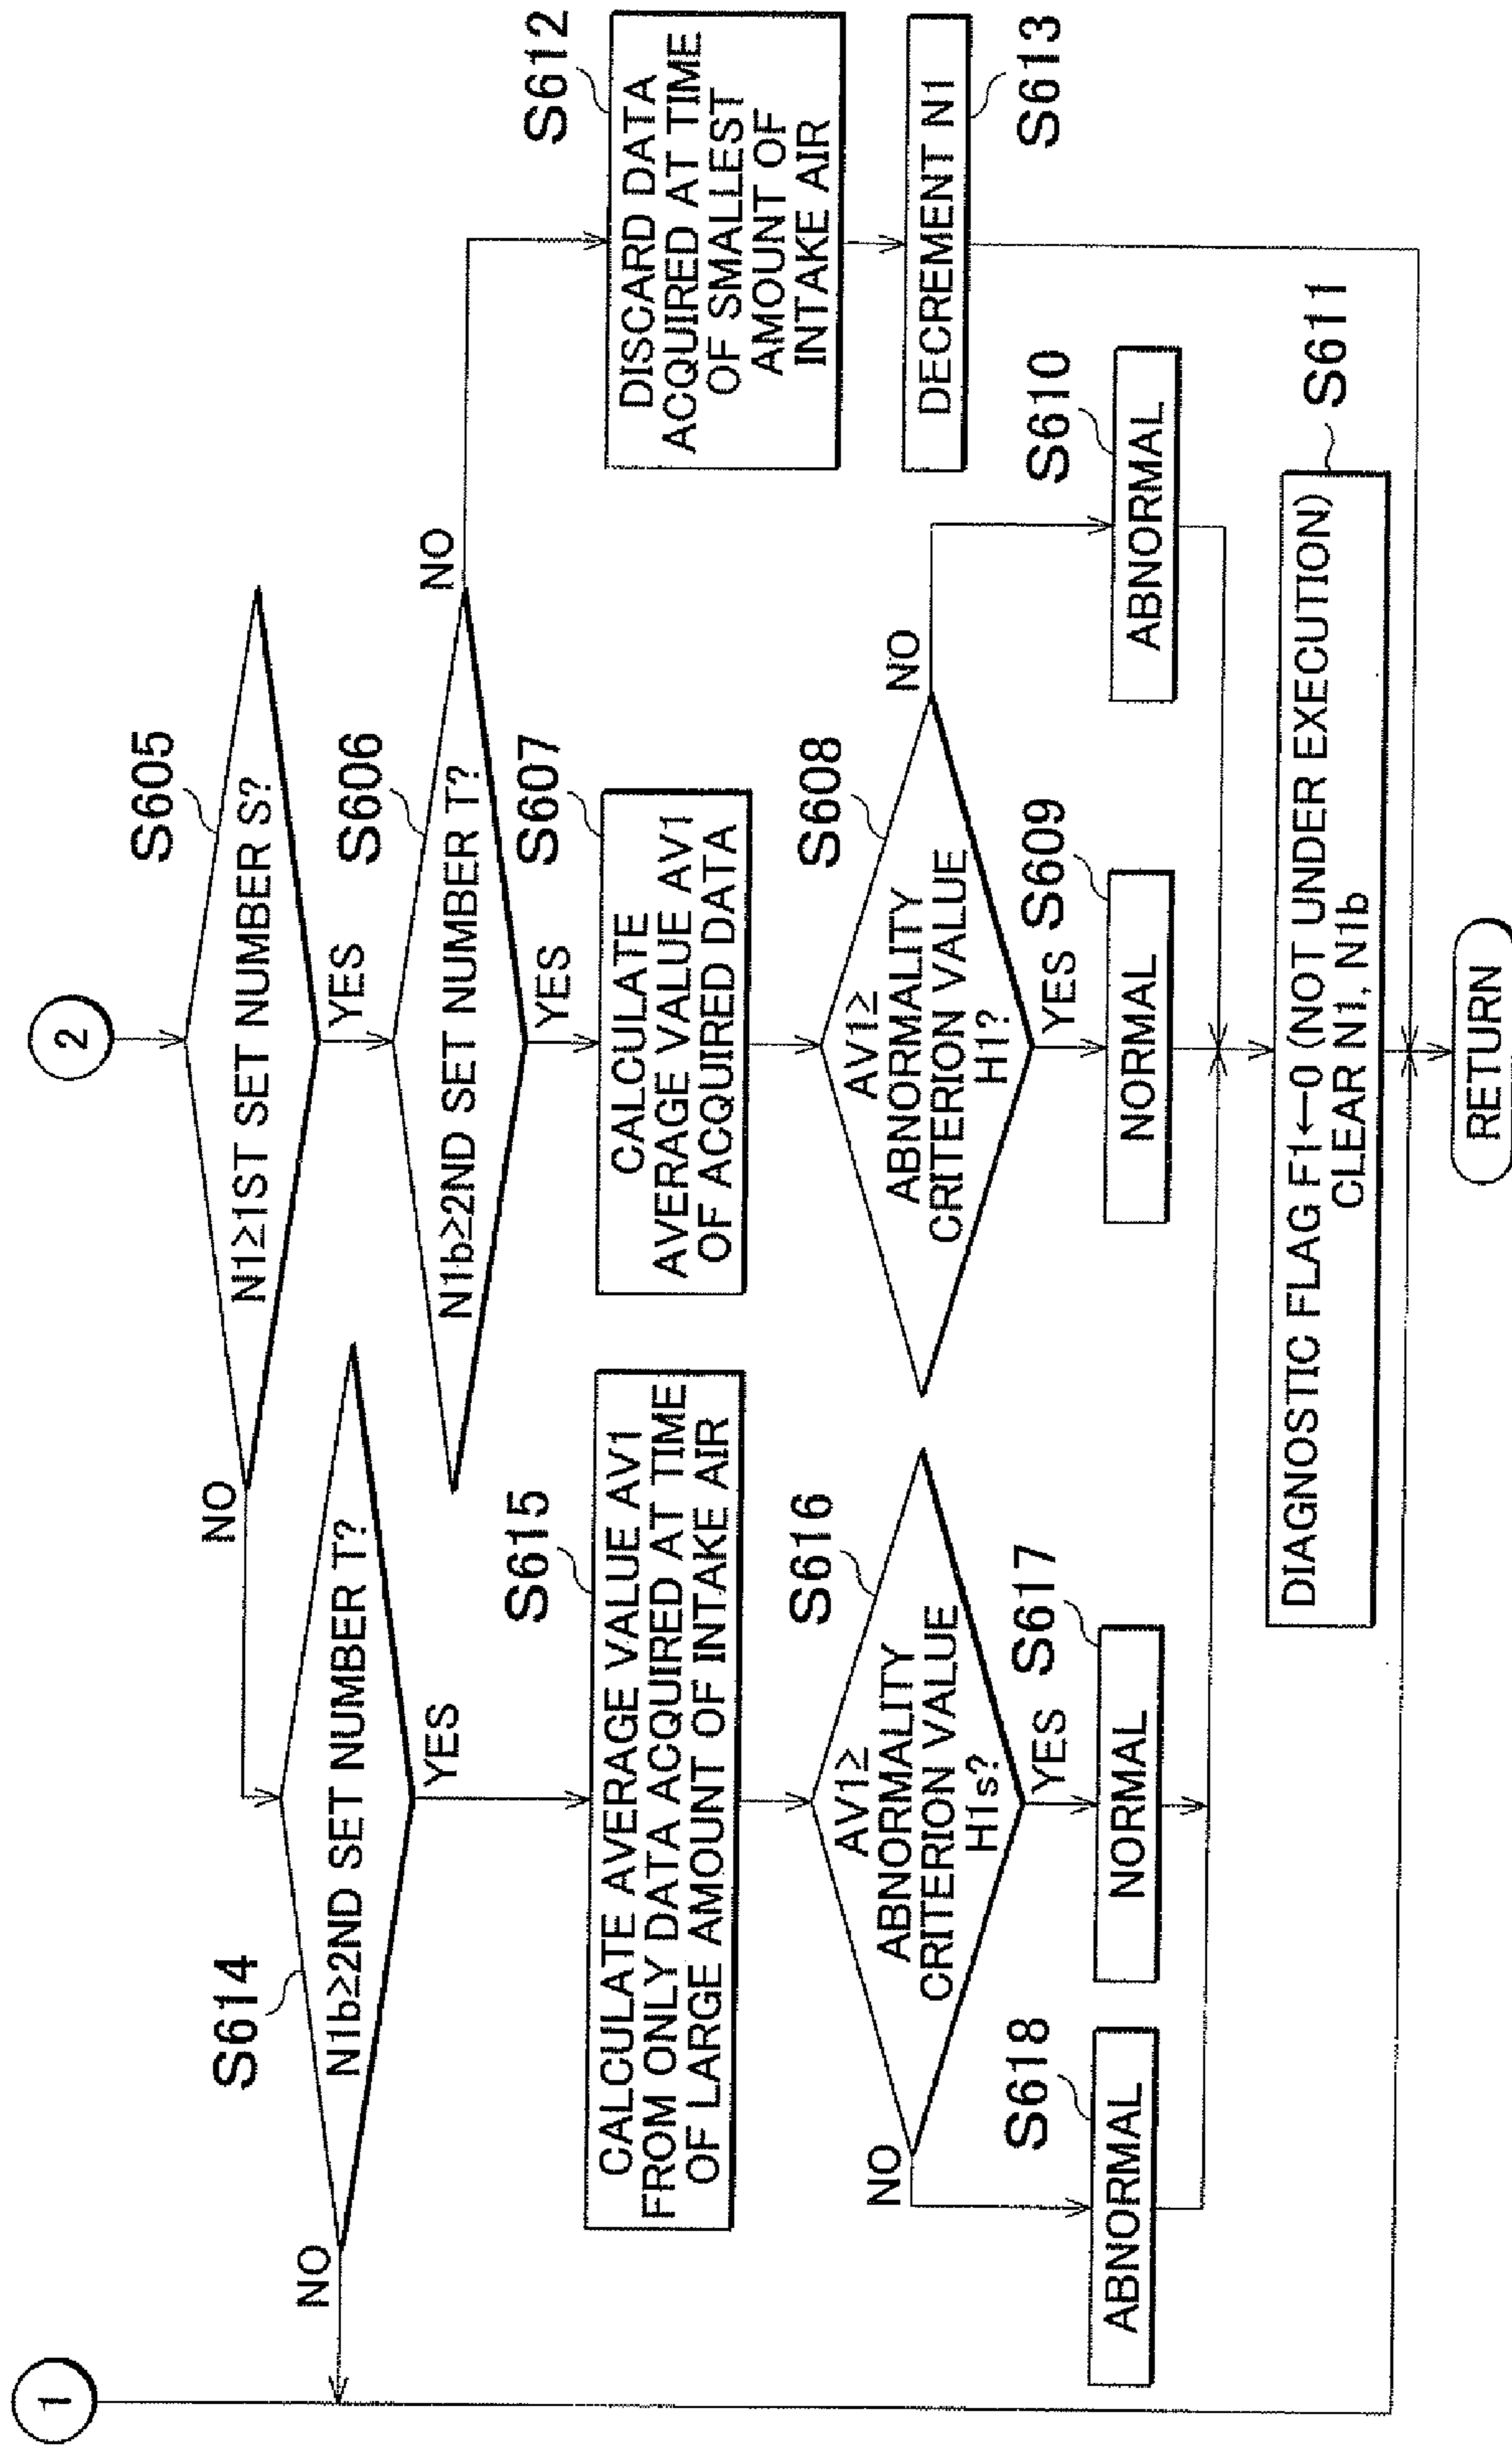 1
2
S605
N1≥1ST SET NUMBER S?
NO
YES
S614
N1b≥2ND SET NUMBER T?
NO
YES
S606
N1b≥2ND SET NUMBER T?
NO
YES
S615
CALCULATE AVERAGE VALUE AV1
FROM ONLY DATA ACQUIRED AT TIME
OF LARGE AMOUNT OF INTAKE AIR
S607
CALCULATE
AVERAGE VALUE AV1
OF ACQUIRED DATA
S612
DISCARD DATA
ACQUIRED AT TIME
OF SMALLEST
AMOUNT OF
INTAKE AIR
S616
AV1≥
ABNORMALITY
CRITERION VALUE
H1s?
NO
YES
S608
AV1≥
ABNORMALITY
CRITERION VALUE
H1?
NO
YES
DECREMENT N1
S613
S618
ABNORMAL
S617
NORMAL
S609
NORMAL
S610
ABNORMAL
S611
DIAGNOSTIC FLAG F1←0 (NOT UNDER EXECUTION)
CLEAR N1, N1b
RETURN